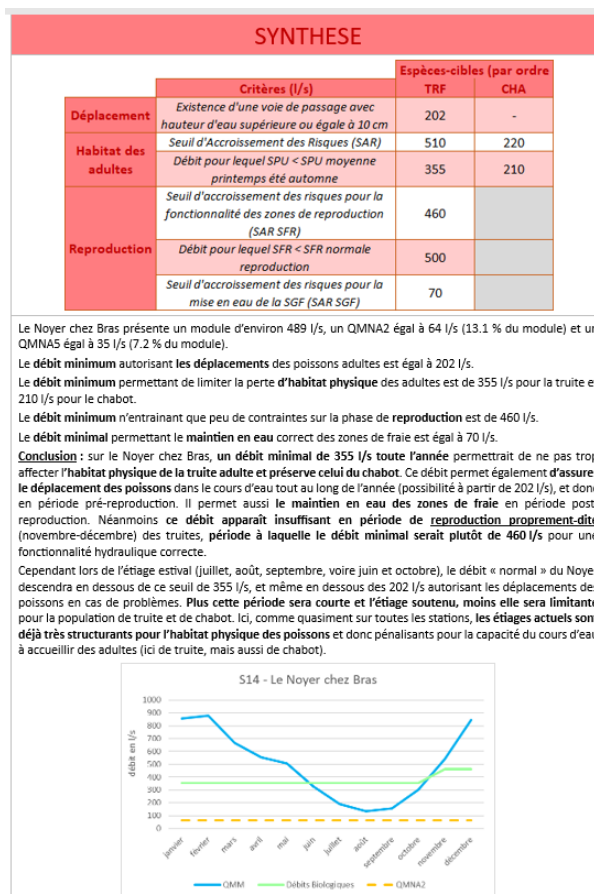 SYNTHESE
Espèces-cibles (par ordre
Critères (l/s) TRF CHA
Déplacement Existence d'une voie de passage avec hauteur d'eau supérieure ou égale à 10 cm 202 -
Habitat des adultes Seuil d'Accroissement des Risques (SAR) 510 220
Débit pour lequel SPU < SPU moyenne printemps été automne 355 210
Reproduction Seuil d'accroissement des risques pour la fonctionnalité des zones de reproduction (SAR SFR) 460
Débit pour lequel SFR < SFR normale reproduction 500
Seuil d'accroissement des risques pour la mise en eau de la SGF (SAR SGF) 70
Le Noyer chez Bras présente un module d'environ 489 l/s, un QMNA2 égal à 64 l/s (13.1 % du module) et un
QMNA5 égal à 35 l/s (7.2 % du module).
Le débit minimum autorisant les déplacements des poissons adultes est égal à 202 l/s.
Le débit minimum permettant de limiter la perte d'habitat physique des adultes est de 355 l/s pour la truite e
210 l/s pour le chabot.
Le débit minimum n'entrainant que peu de contraintes sur la phase de reproduction est de 460 l/s.
Le débit minimal permettant le maintien en eau correct des zones de fraie est égal à 70 l/s.
Conclusion : sur le Noyer chez Bras, un débit minimal de 355 l/s toute l'année permettrait de ne pas trop
affecter l'habitat physique de la truite adulte et préserve celui du chabot. Ce débit permet également d'assure
le déplacement des poissons dans le cours d'eau tout au long de l'année (possibilité à partir de 202 l/s), et donc
en période pré-reproduction. Il permet aussi le maintien en eau des zones de fraie en période post
reproduction. Néanmoins ce débit apparaît insuffisant en période de reproduction proprement-dite
(novembre-décembre) des truites, période à laquelle le débit minimal serait plutôt de 460 l/s pour une
fonctionnalité hydraulique correcte.
Cependant lors de l'étiage estival (juillet, août, septembre, voire juin et octobre), le débit « normal » du Noye
descendra en dessous de ce seuil de 355 l/s, et même en dessous des 202 l/s autorisant les déplacements des
poissons en cas de problèmes. Plus cette période sera courte et l'étiage soutenu, moins elle sera limitante
pour la population de truite et de chabot. Ici, comme quasiment sur toutes les stations, les étiages actuels son
déjà très structurants pour l'habitat physique des poissons et donc pénalisants pour la capacité du cours d'eau
à accueillir des adultes (ici de truite, mais aussi de chabot).
S14 - Le Noyer chez Bras
débit en l/s
1000
900
800
700
600
500
400
300
200
100
0
janvier février mars avril mai juin juillet août septembre octobre novembre décembre
QMM Débits Biologiques QMNA2